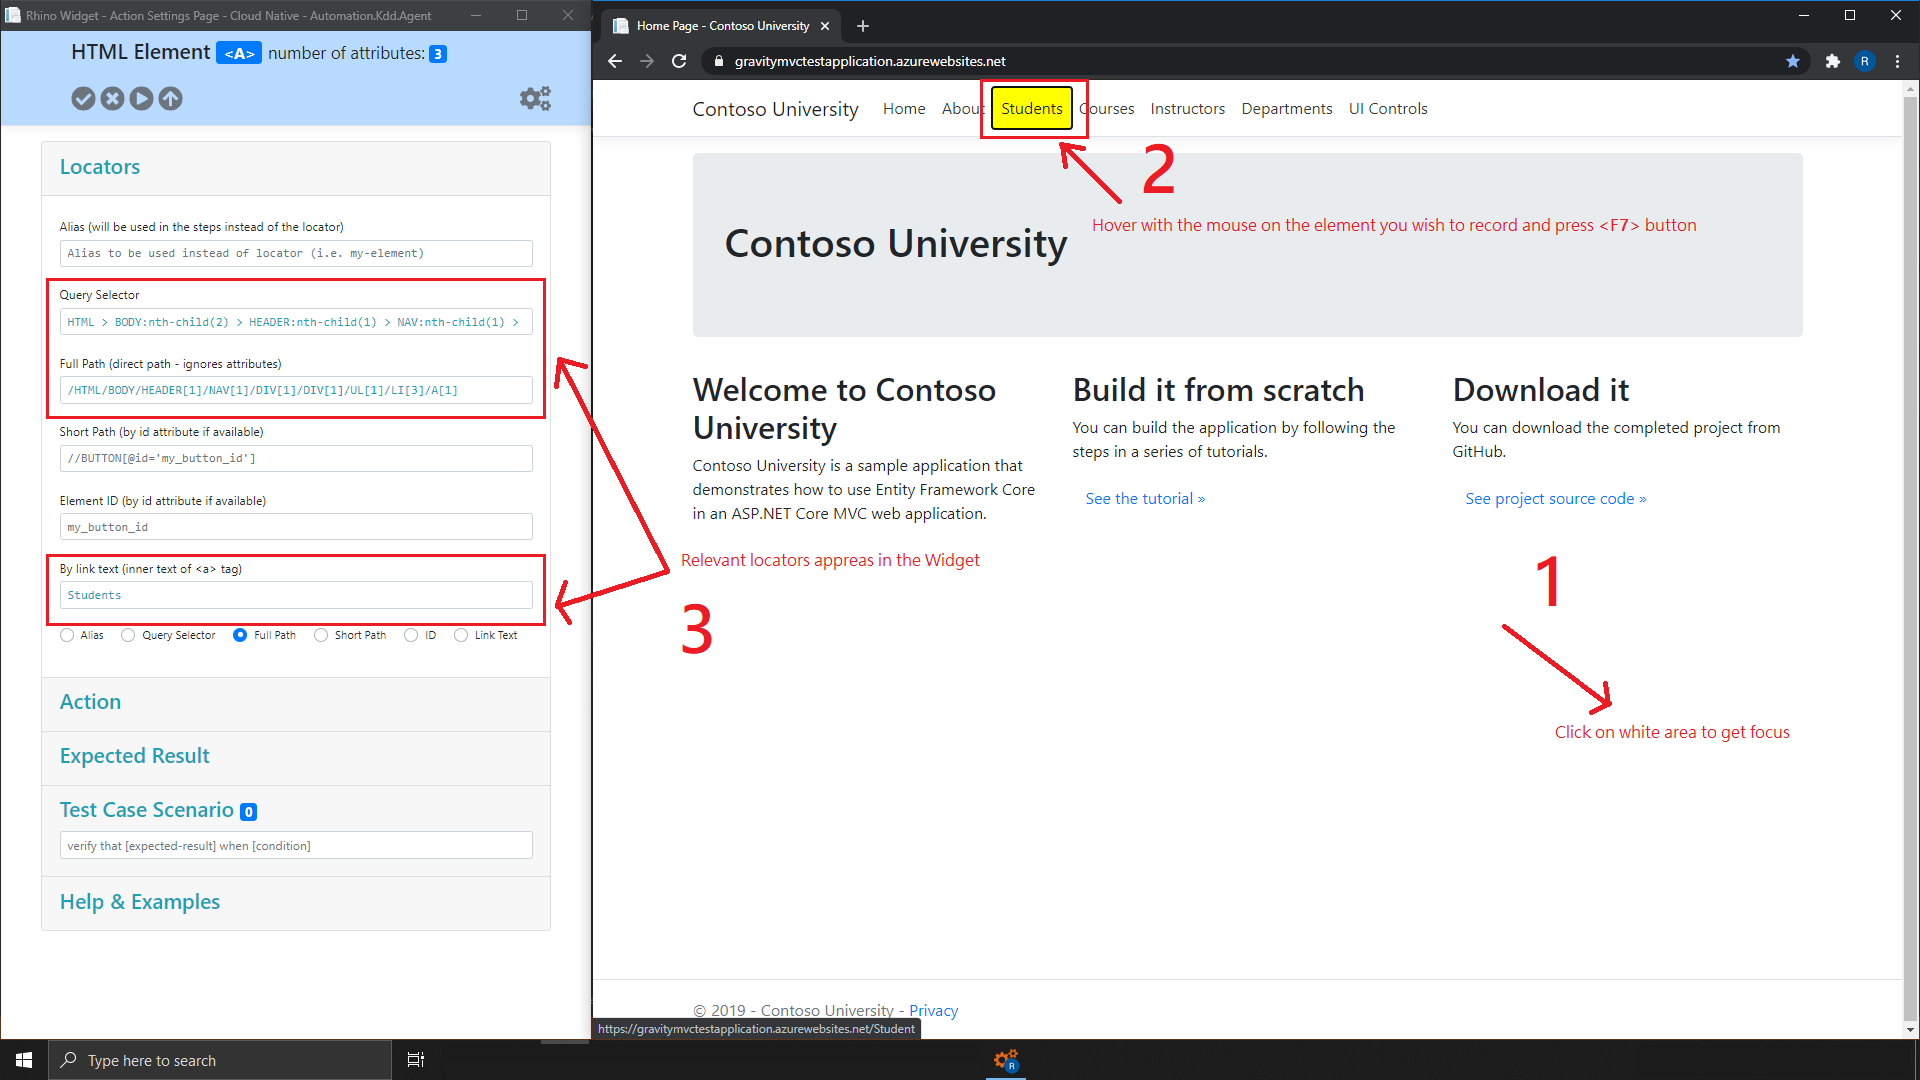 Rhino Widget - Action Settings Page - Cloud Native - Automation.Kdd.Agent
HTML Element <A> number of attributes: 3
Locators
Alias (will be used in the steps instead of the locator)
Alias to be used instead of locator (i.e. my-element)
Query Selector
HTML > BODY:nth-child(2) > HEADER:nth-child(1) > NAV:nth-child(1) >
Full Path (direct path - ignores attributes)
/HTML/BODY/HEADER[1]/NAV[1]/DIV[1]/DIV[1]/UL[1]/LI[3]/A[1]
Short Path (by id attribute if available)
//BUTTON[@id='my_button_id']
Element ID (by id attribute if available)
my_button_id
By link text (inner text of <a> tag)
Students
Alias Query Selector Full Path Short Path ID Link Text
Action
Expected Result
Test Case Scenario 0
verify that [expected-result] when [condition]
Help & Examples
Home Page - Contoso University
gravitymvctestapplication.azurewebsites.net
R
Contoso University Home About Students Courses Instructors Departments UI Controls
2
Hover with the mouse on the element you wish to record and press <F7> button
Contoso University
Welcome to Contoso
University
Contoso University is a sample application that
demonstrates how to use Entity Framework Core
in an ASP.NET Core MVC web application.
Build it from scratch
You can build the application by following the
steps in a series of tutorials.
See the tutorial »
Download it
You can download the completed project from
GitHub.
See project source code »
Relevant locators appreas in the Widget
3
1
Click on white area to get focus
© 2019 - Contoso University - Privacy
https://gravitymvctestapplication.azurewebsites.net/Student
Type here to search
R